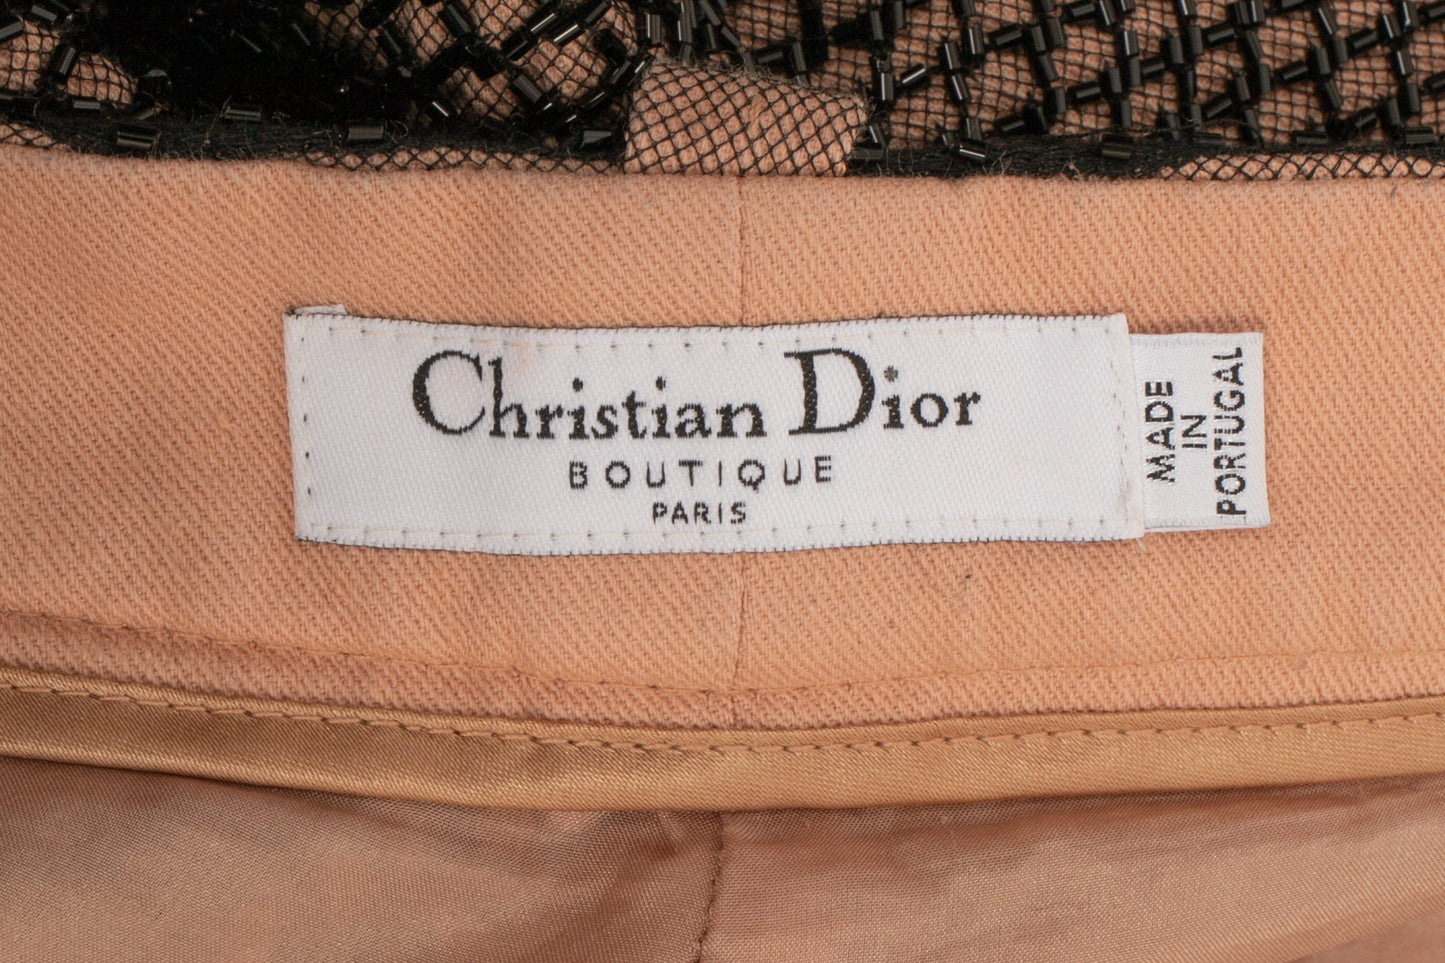 Christian Dior
BOUTIQUE
PARIS
MADE
IN
PORTUGAL